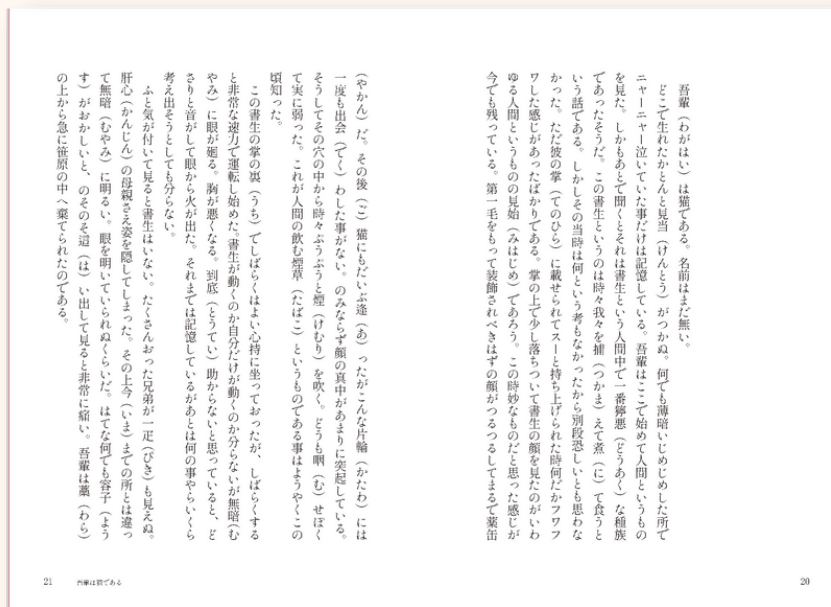 吾輩（わがはい）は猫である。名前はまだ無い。
どこで生れたかとんと見当（けんとう）がつかぬ。何でも薄暗いじめじめした所で
ニャーニャー泣いていた事だけは記憶している。吾輩はここで始めて人間というもの
を見た。しかもあとで聞くとそれは書生という人間中で一番獰悪（どうあく）な種族
であったそうだ。この書生というのは時々我々を捕（つかま）えて煮（に）て食うと
いう話である。しかしその当時は何という考もなかったから別段恐しいとも思わな
かった。ただ彼の掌（てのひら）に載せられてスーと持ち上げられた時何だかフワフ
ワした感じがあったばかりである。掌の上で少し落ちついて書生の顔を見たのがいわ
ゆる人間というものの見始（みはじめ）であろう。この時妙なものだと思った感じが
今でも残っている。第一毛をもって装飾されべきはずの顔がつるつるしてまるで薬缶
20
（やかん）だ。その後（ご）猫にもだいぶ逢（あ）ったがこんな片輪（かたわ）には
一度も出会（でく）わした事がない。のみならず顔の真中があまりに突起している。
そうしてその穴の中から時々ぷうぷうと煙（けむり）を吹く。どうも咽（む）せぽく
て実に弱った。これが人間の飲む煙草（たばこ）というものである事はようやくこの
頃知った。
この書生の掌の裏（うち）でしばらくはよい心持に坐っておったが、しばらくする
と非常な速力で運転し始めた。書生が動くのか自分だけが動くのか分らないが無暗（む
やみ）に眼が廻る。胸が悪くなる。到底（とうてい）助からないと思っていると、ど
さりと音がして眼から火が出た。それまでは記憶しているがあとは何の事やらいくら
考え出そうとしても分らない。
ふと気が付いて見ると書生はいない。たくさんおった兄弟が一疋（ぴき）も見えぬ。
肝心（かんじん）の母親さえ姿を隠してしまった。その上今（いま）までの所とは違っ
て無暗（むやみ）に明るい。眼を明いていられぬくらいだ。はてな何でも容子（よう
す）がおかしいと、のそのそ這（は）い出して見ると非常に痛い。吾輩は藁（わら）
の上から急に笹原の中へ棄てられたのである。
21
吾輩は猫である